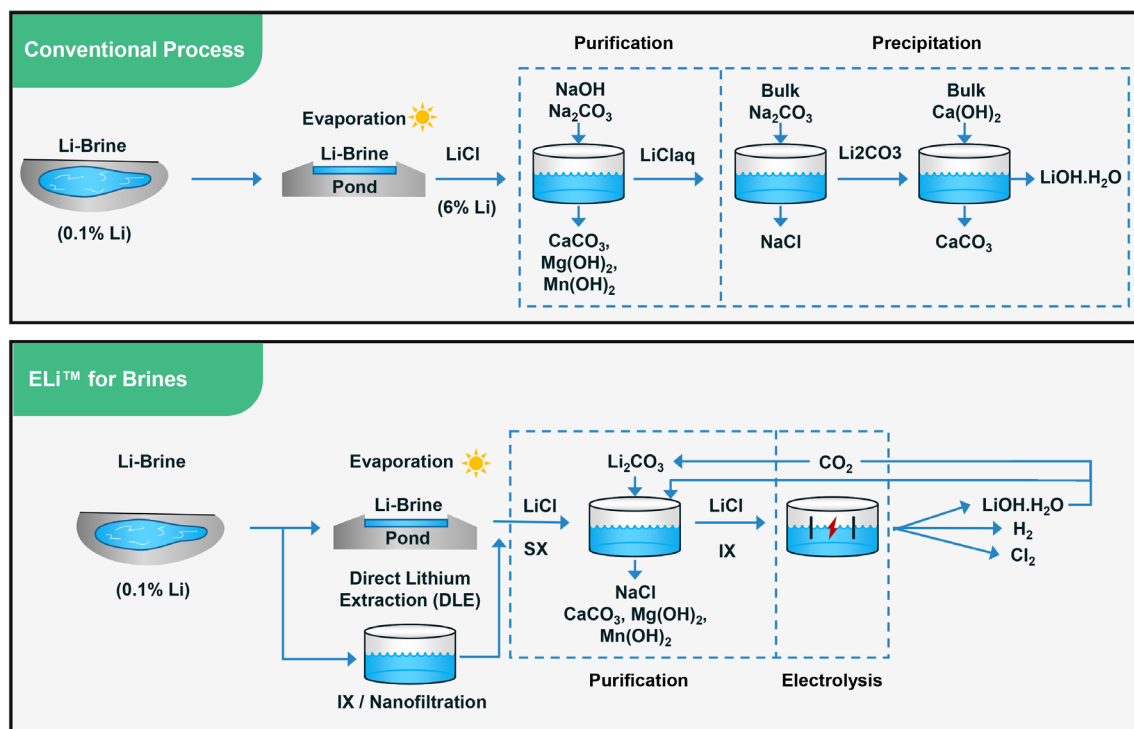 Conventional Process
Purification
Precipitation
NaOH
Na₂CO₃
Bulk
Na₂CO₃
Bulk
Ca(OH)₂
Evaporation
Li-Brine
Li-Brine
Pond
LiCl
LiClaq
Li2CO3
LiOH.H₂O
(0.1% Li)
(6% Li)
CaCO₃,
Mg(OH)₂,
Mn(OH)₂
NaCl
CaCO₃
ELi™ for Brines
Li-Brine
Evaporation
Li₂CO₃
CO₂
Li-Brine
Pond
LiCl
SX
LiCl
IX
LiOH.H₂O
H₂
Cl₂
(0.1% Li)
Direct Lithium
Extraction (DLE)
NaCl
CaCO₃, Mg(OH)₂,
Mn(OH)₂
IX / Nanofiltration
Purification
Electrolysis